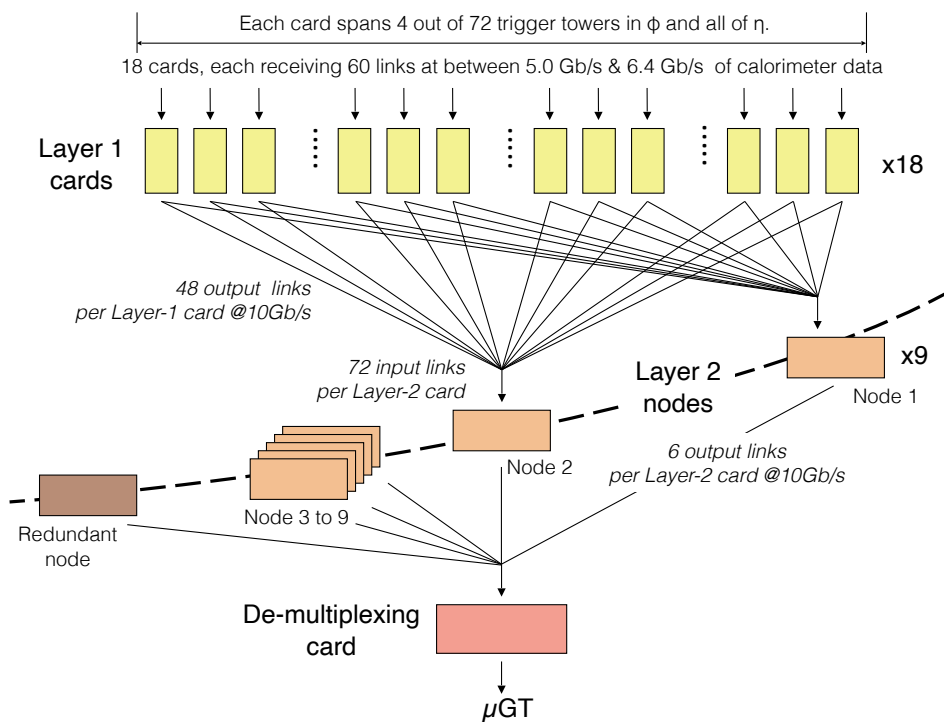 Each card spans 4 out of 72 trigger towers in ϕ and all of η.
18 cards, each receiving 60 links at between 5.0 Gb/s & 6.4 Gb/s of calorimeter data
Layer 1
cards
x18
48 output links
per Layer-1 card @10Gb/s
72 input links
per Layer-2 card
Layer 2
nodes
x9
Node 1
Node 2
6 output links
per Layer-2 card @10Gb/s
Node 3 to 9
Redundant
node
De-multiplexing
card
μGT